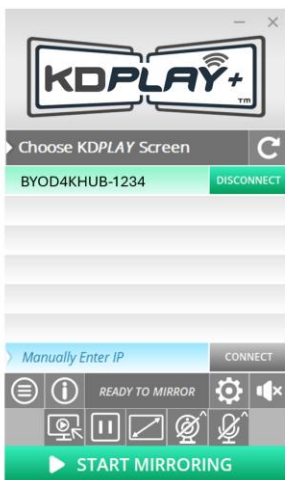 KDPLAY+
TM
Choose KDPLAY Screen
BYOD4KHUB-1234 DISCONNECT
Manually Enter IP CONNECT
READY TO MIRROR
START MIRRORING